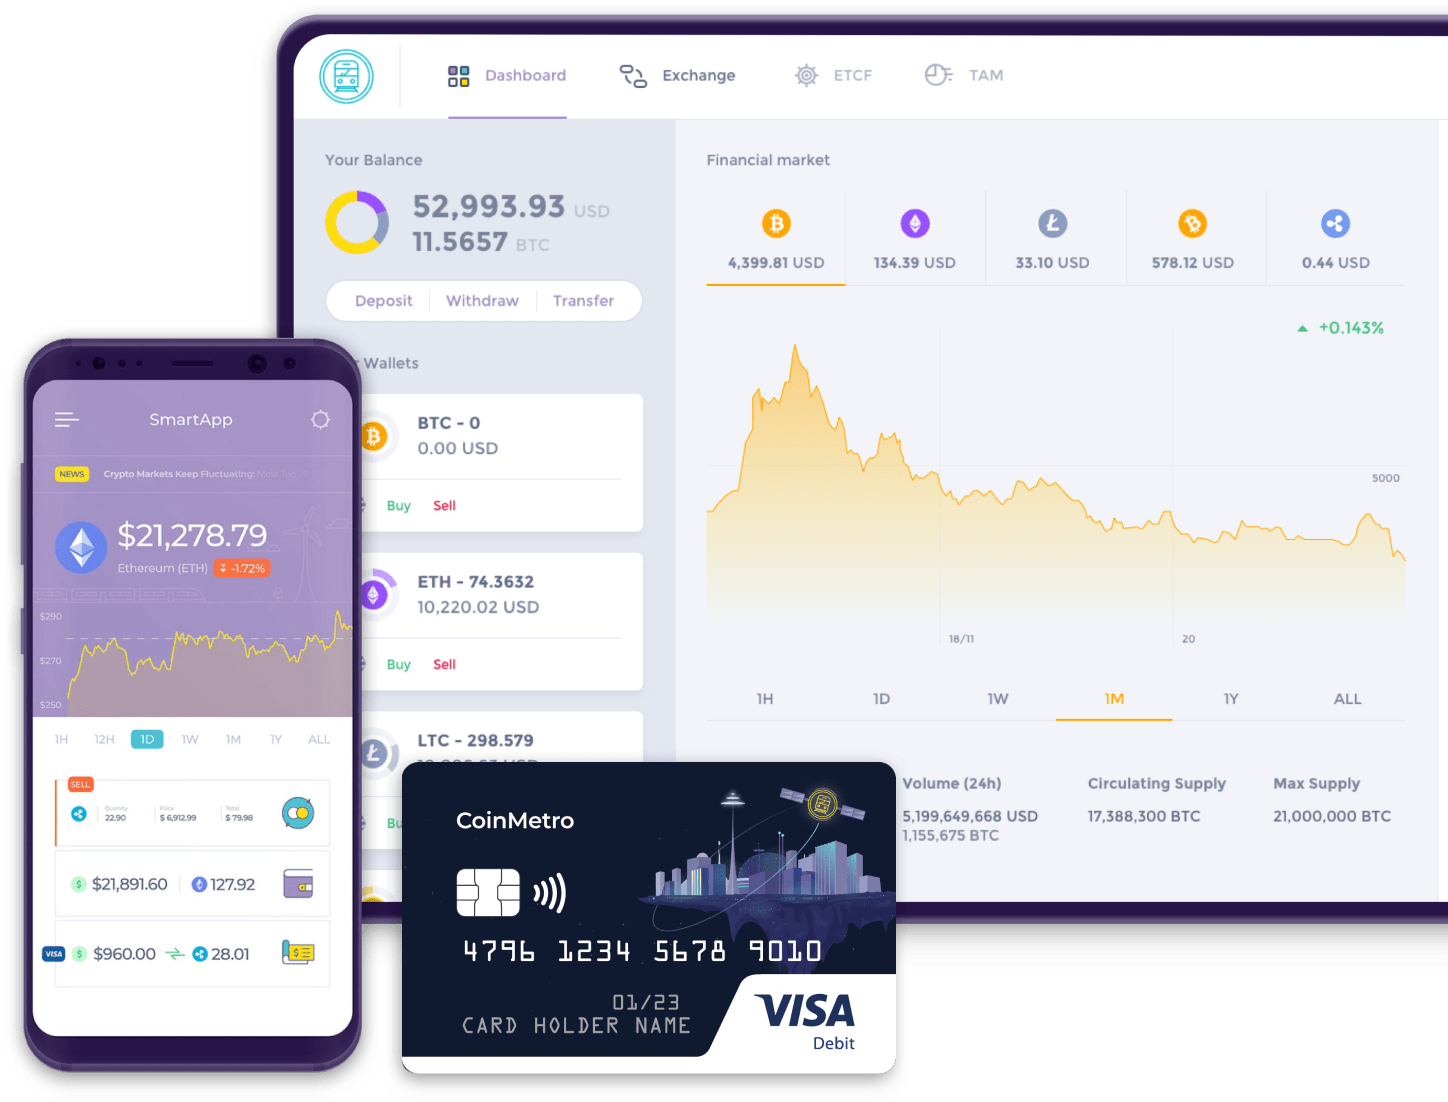 Dashboard
Exchange
ETCF
TAM
Your Balance
52,993.93 USD
11.5657 BTC
Deposit
Withdraw
Transfer
Wallets
BTC - 0
0.00 USD
Buy
Sell
ETH - 74.3632
10,220.02 USD
Buy
Sell
LTC - 298.579
Financial market
4,399.81 USD
134.39 USD
33.10 USD
578.12 USD
0.44 USD
+0.143%
5000
18/11
20
1H
1D
1W
1M
1Y
ALL
Volume (24h)
5,199,649,668 USD
1,155,675 BTC
Circulating Supply
17,388,300 BTC
Max Supply
21,000,000 BTC
SmartApp
NEWS
Crypto Markets Keep Fluctuating: Most Top 20
$21,278.79
Ethereum (ETH)
-1.72%
$290
$270
$250
1H
12H
1D
1W
1M
1Y
ALL
SELL
Quantity
22.90
Price
$ 6,912.99
Total
$ 79.98
$ $21,891.60
127.92
VISA $ $960.00
28.01
CoinMetro
4796 1234 5678 9010
01/23
CARD HOLDER NAME
VISA
Debit